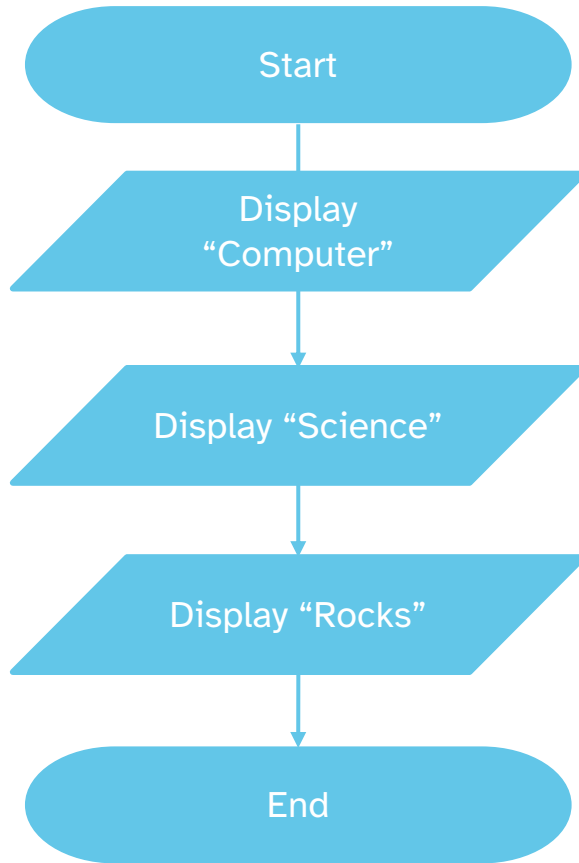 Start
Display
“Computer”
Display “Science”
Display “Rocks”
End